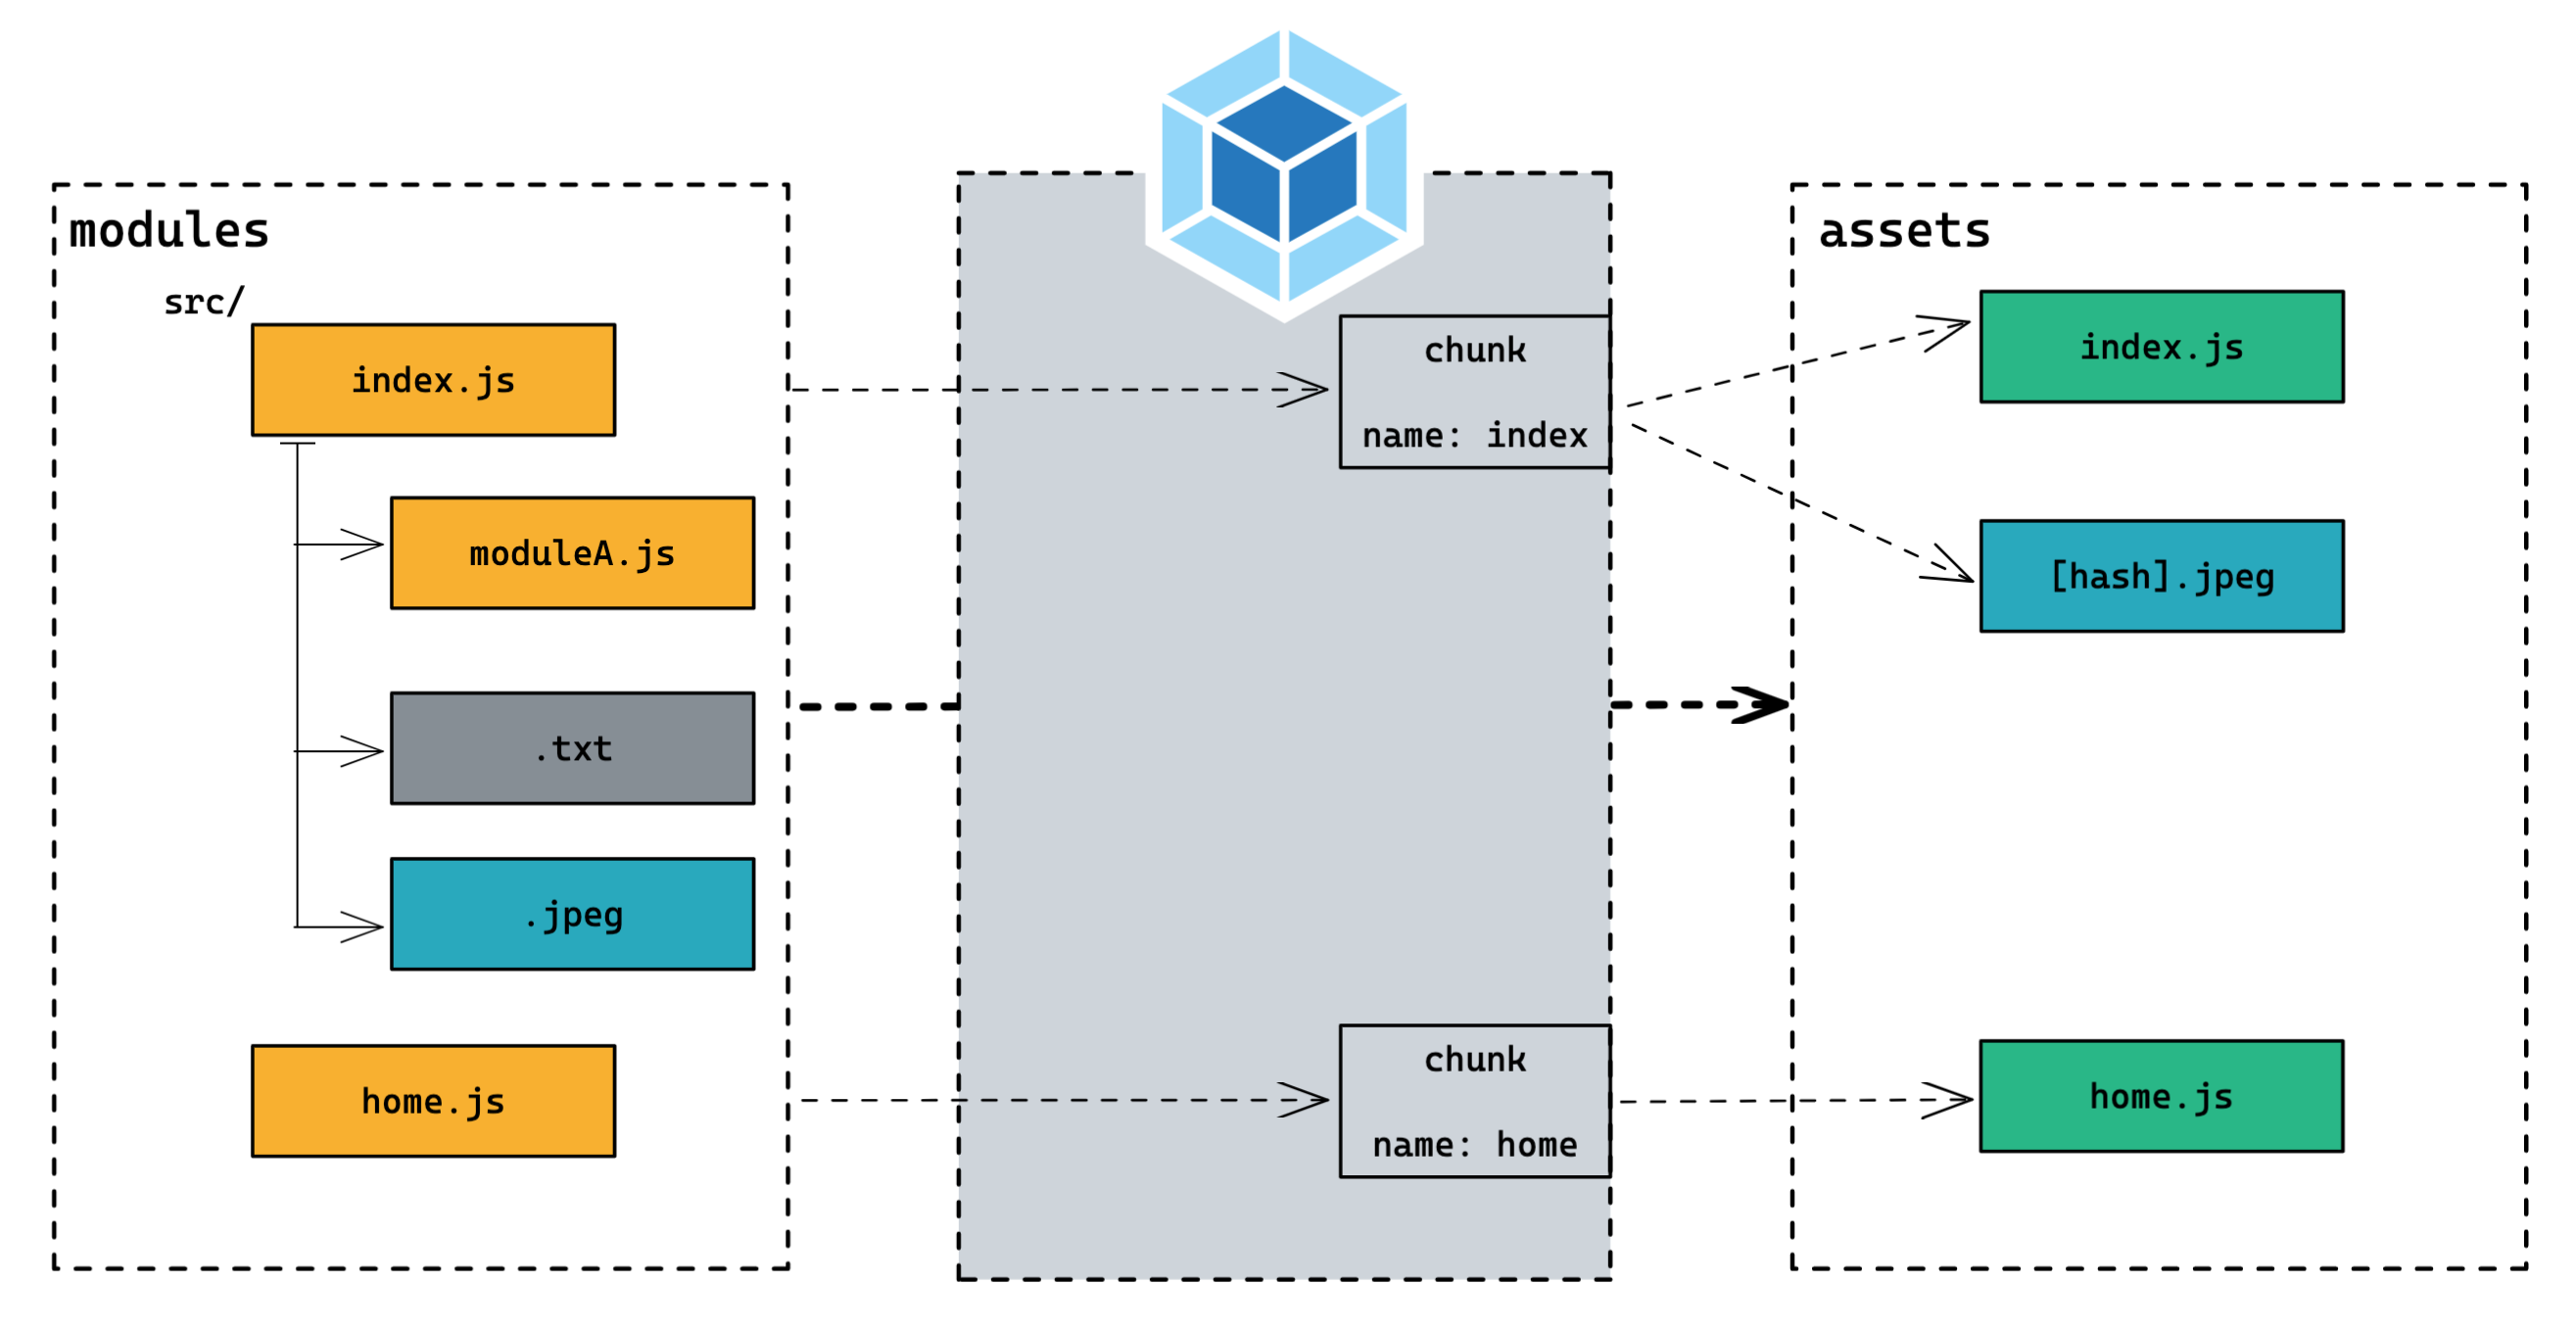 modules
src/
index.js
moduleA.js
.txt
.jpeg
home.js
chunk
name: index
chunk
name: home
assets
index.js
[hash].jpeg
home.js